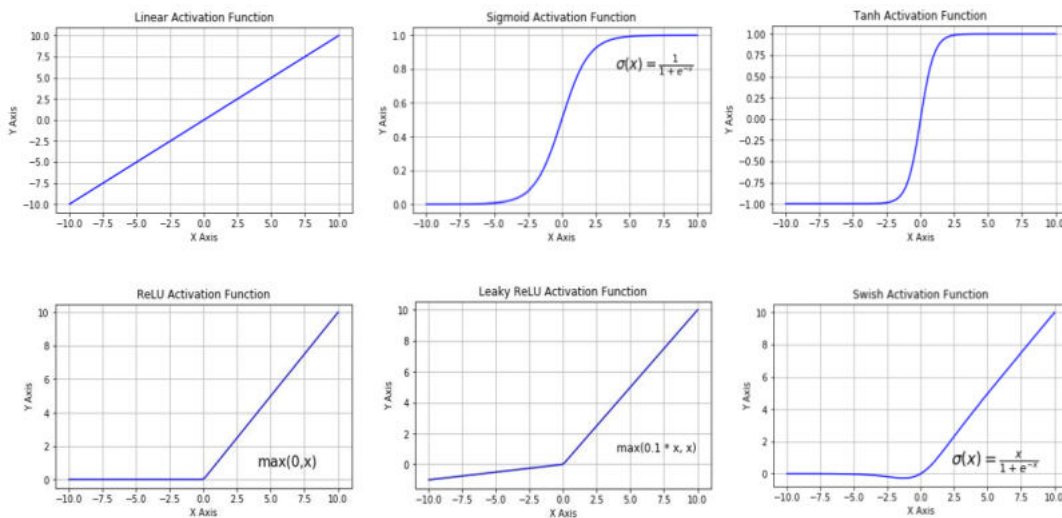 Linear Activation Function
Y Axis
10.0
7.5
5.0
2.5
0.0
−2.5
−5.0
−7.5
−10.0
−10.0 −7.5 −5.0 −2.5 0.0 2.5 5.0 7.5 10.0
X Axis
Sigmoid Activation Function
Y Axis
1.0
0.8
0.6
0.4
0.2
0.0
σ(x) = 1 / (1 + e^−x)
−10.0 −7.5 −5.0 −2.5 0.0 2.5 5.0 7.5 10.0
X Axis
Tanh Activation Function
Y Axis
1.00
0.75
0.50
0.25
0.00
−0.25
−0.50
−0.75
−1.00
−10.0 −7.5 −5.0 −2.5 0.0 2.5 5.0 7.5 10.0
X Axis
ReLU Activation Function
Y Axis
10
8
6
4
2
0
max(0,x)
−10.0 −7.5 −5.0 −2.5 0.0 2.5 5.0 7.5 10.0
X Axis
Leaky ReLU Activation Function
Y Axis
10
8
6
4
2
0
max(0.1 * x, x)
−10.0 −7.5 −5.0 −2.5 0.0 2.5 5.0 7.5 10.0
X Axis
Swish Activation Function
Y Axis
10
8
6
4
2
0
σ(x) = x / (1 + e^−x)
−10.0 −7.5 −5.0 −2.5 0.0 2.5 5.0 7.5 10.0
X Axis